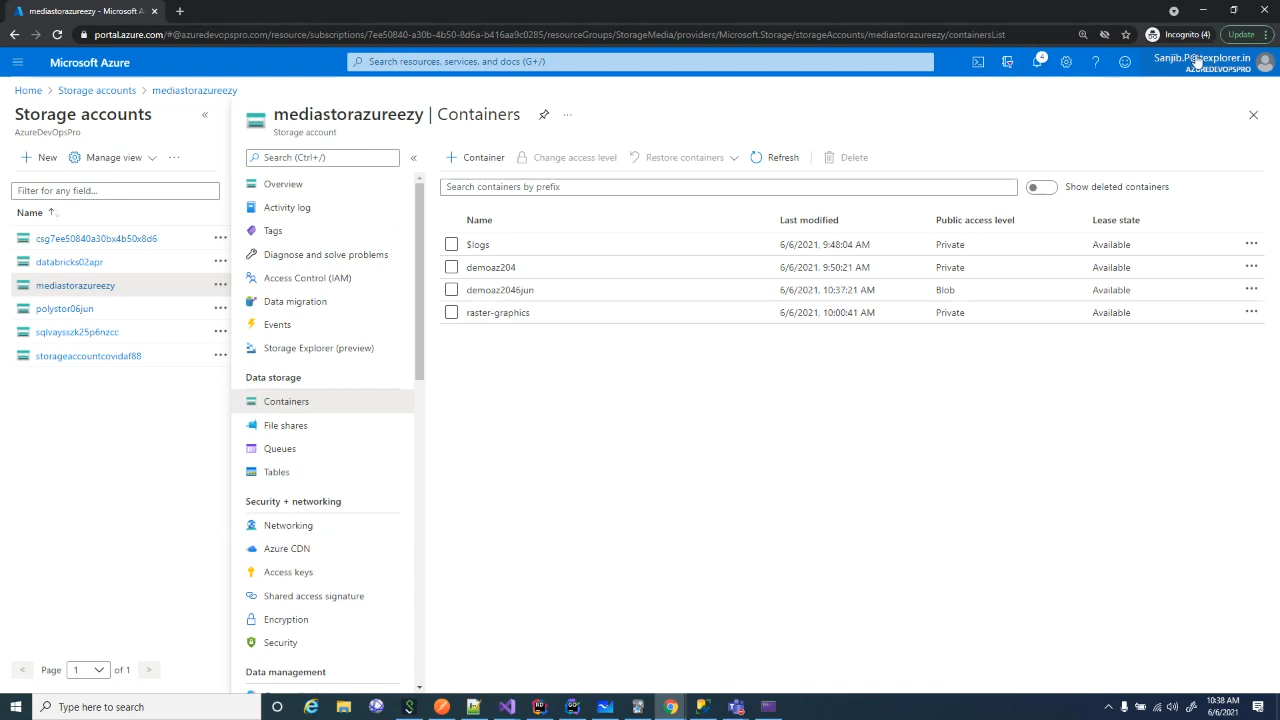 mediastorazureezy - Microsoft A
portal.azure.com/#@azuredevopspro.com/resource/subscriptions/7ee50840-a30b-4b50-8d6a-b416aa9c0285/resourceGroups/StorageMedia/providers/Microsoft.Storage/storageAccounts/mediastorazureezy/containersList
Incognito (4)
Update
Microsoft Azure
Search resources, services, and docs (G+/)
4
AZUREDEVOPSPRO
Home > Storage accounts > mediastorazureezy
Storage accounts
AzureDevOpsPro
New
Manage view
Filter for any field...
Name
csg7ee50840a30bx4b50x8d6
databricks02apr
mediastorazureezy
polystor06jun
sqlvaysszk25p6nzcc
storageaccountcovidaf88
Page 1 of 1
mediastorazureezy | Containers
Storage account
Search (Ctrl+/)
Overview
Activity log
Tags
Diagnose and solve problems
Access Control (IAM)
Data migration
Events
Storage Explorer (preview)
Data storage
Containers
File shares
Queues
Tables
Security + networking
Networking
Azure CDN
Access keys
Shared access signature
Encryption
Security
Data management
Container
Change access level
Restore containers
Refresh
Delete
Search containers by prefix
Show deleted containers
Name Last modified Public access level Lease state
$logs 6/6/2021, 9:48:04 AM Private Available
demoaz204 6/6/2021, 9:50:21 AM Private Available
demoaz2046jun 6/6/2021, 10:37:21 AM Blob Available
raster-graphics 6/6/2021, 10:00:41 AM Private Available
Type here to search
10:38 AM
6/6/2021